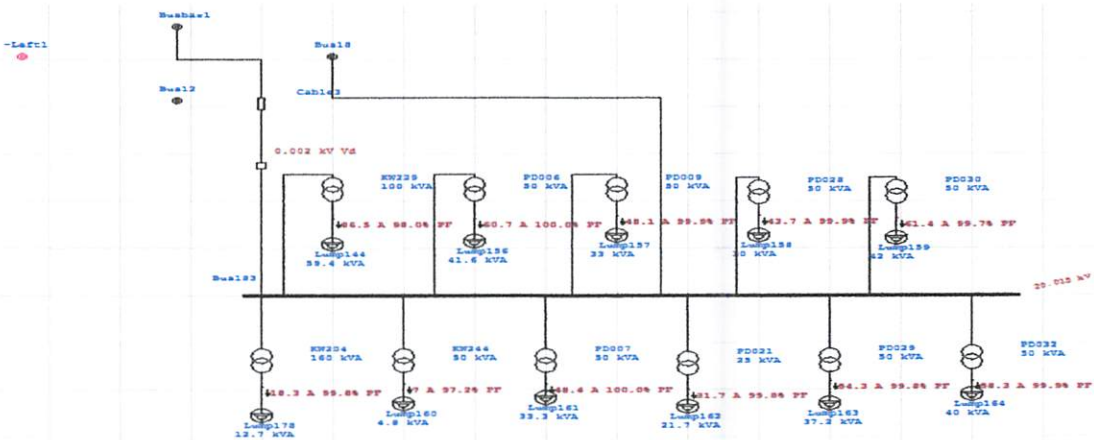 Busbar1
-Left1
Bus18
Bus12
Cable3
0.002 kV Vd
KW229
100 kVA
PD006
50 kVA
PD009
50 kVA
PD028
50 kVA
PD030
50 kVA
86.5 A 98.0% PF
60.7 A 100.0% PF
48.1 A 99.9% PF
42.7 A 99.9% PF
61.4 A 99.7% PF
Lump144
59.4 kVA
Lump156
41.6 kVA
Lump157
33 kVA
Lump158
kVA
Lump159
42 kVA
Bus183
20.015 kV
KW204
160 kVA
KW244
50 kVA
PD007
50 kVA
PD021
25 kVA
PD029
50 kVA
PD032
50 kVA
18.3 A 99.8% PF
7 A 97.2% PF
48.4 A 100.0% PF
31.7 A 99.8% PF
54.3 A 99.8% PF
58.3 A 99.9% PF
Lump178
12.7 kVA
Lump160
4.8 kVA
Lump161
33.3 kVA
Lump162
21.7 kVA
Lump163
37.2 kVA
Lump164
40 kVA